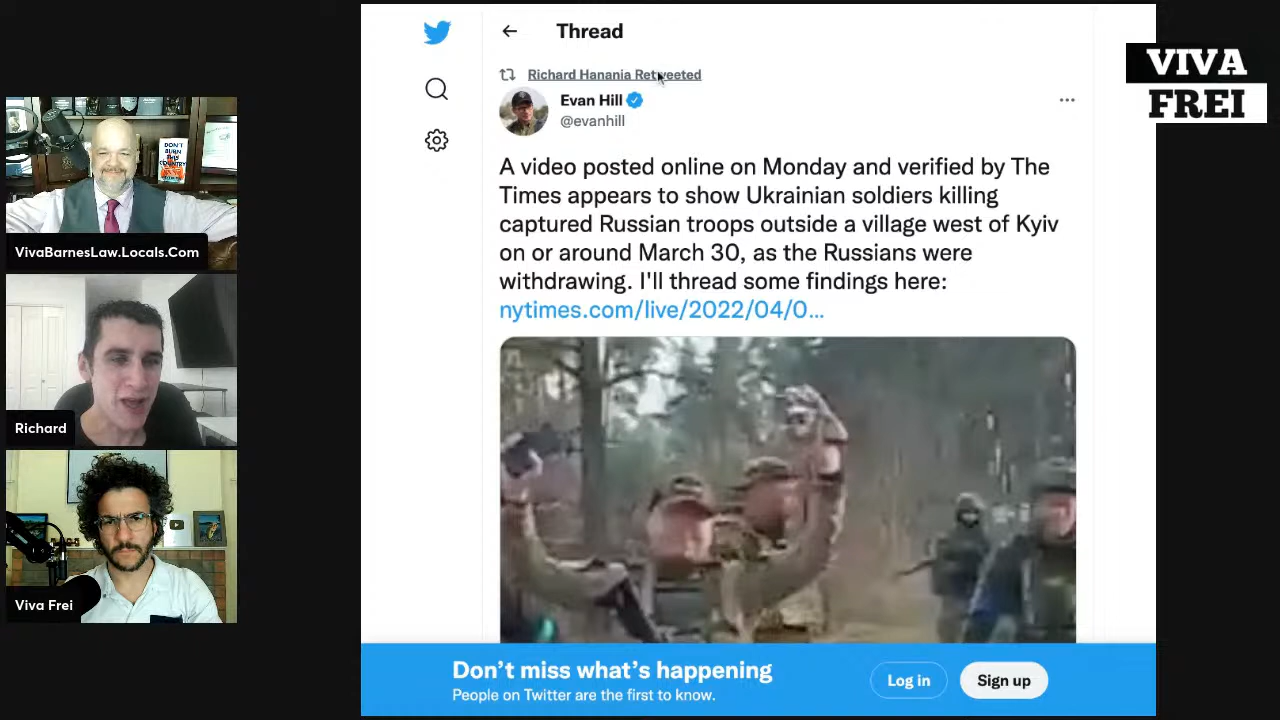 Thread
Richard Hanania Retweeted
Evan Hill
@evanhill
A video posted online on Monday and verified by The
Times appears to show Ukrainian soldiers killing
captured Russian troops outside a village west of Kyiv
on or around March 30, as the Russians were
withdrawing. I'll thread some findings here:
nytimes.com/live/2022/04/0...
Don't miss what's happening
People on Twitter are the first to know.
Log in
Sign up
VIVA
FREI
DON'T
BURN
THIS
COUNTRY
VivaBarnesLaw.Locals.Com
Richard
Viva Frei